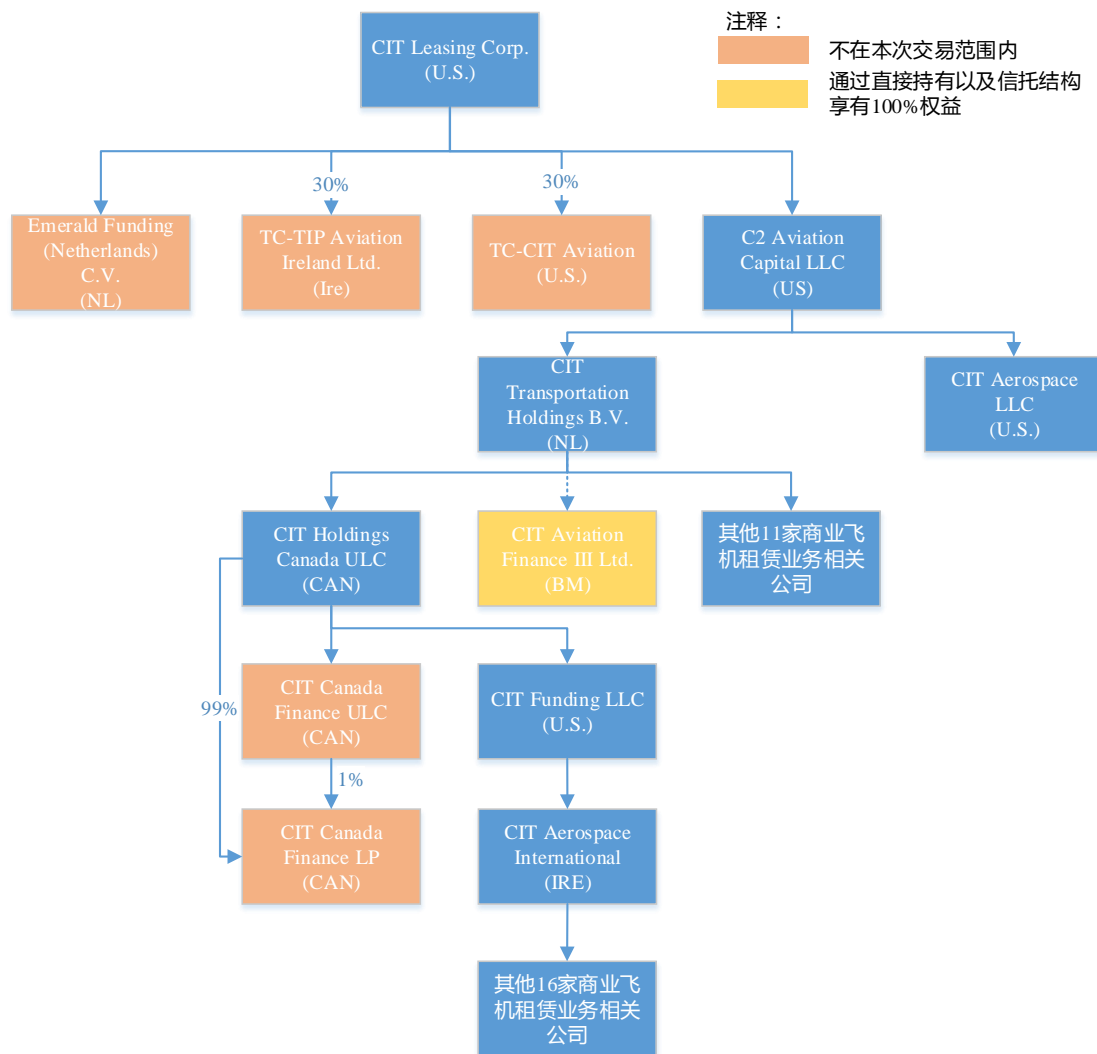 注释：
不在本次交易范围内
通过直接持有以及信托结构
享有100%权益
CIT Leasing Corp.
(U.S.)
30%
30%
Emerald Funding
(Netherlands)
C.V.
(NL)
TC-TIP Aviation
Ireland Ltd.
(Ire)
TC-CIT Aviation
(U.S.)
C2 Aviation
Capital LLC
(US)
CIT
Transportation
Holdings B.V.
(NL)
CIT Aerospace
LLC
(U.S.)
CIT Holdings
Canada ULC
(CAN)
CIT Aviation
Finance III Ltd.
(BM)
其他11家商业飞
机租赁业务相关
公司
99%
CIT Canada
Finance ULC
(CAN)
CIT Funding LLC
(U.S.)
1%
CIT Canada
Finance LP
(CAN)
CIT Aerospace
International
(IRE)
其他16家商业飞
机租赁业务相关
公司